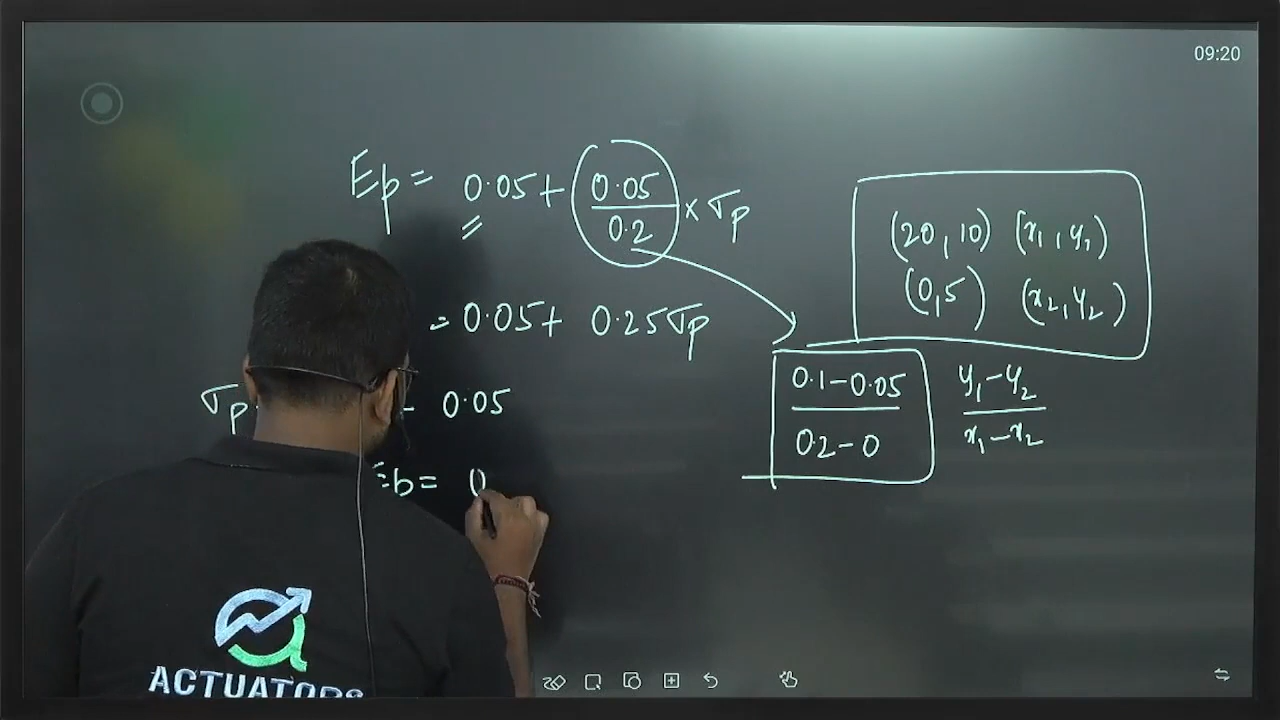 09:20
Ep = 0.05 + 0.05/0.2 × σp
(20, 10) (x₁, y₁)
(0, 5) (x₂, y₂)
= 0.05 + 0.25σp
0.1 - 0.05 / 0.2 - 0
y₁ - y₂ / x₁ - x₂
σp - 0.05
Eb = 0
ACTUATORS